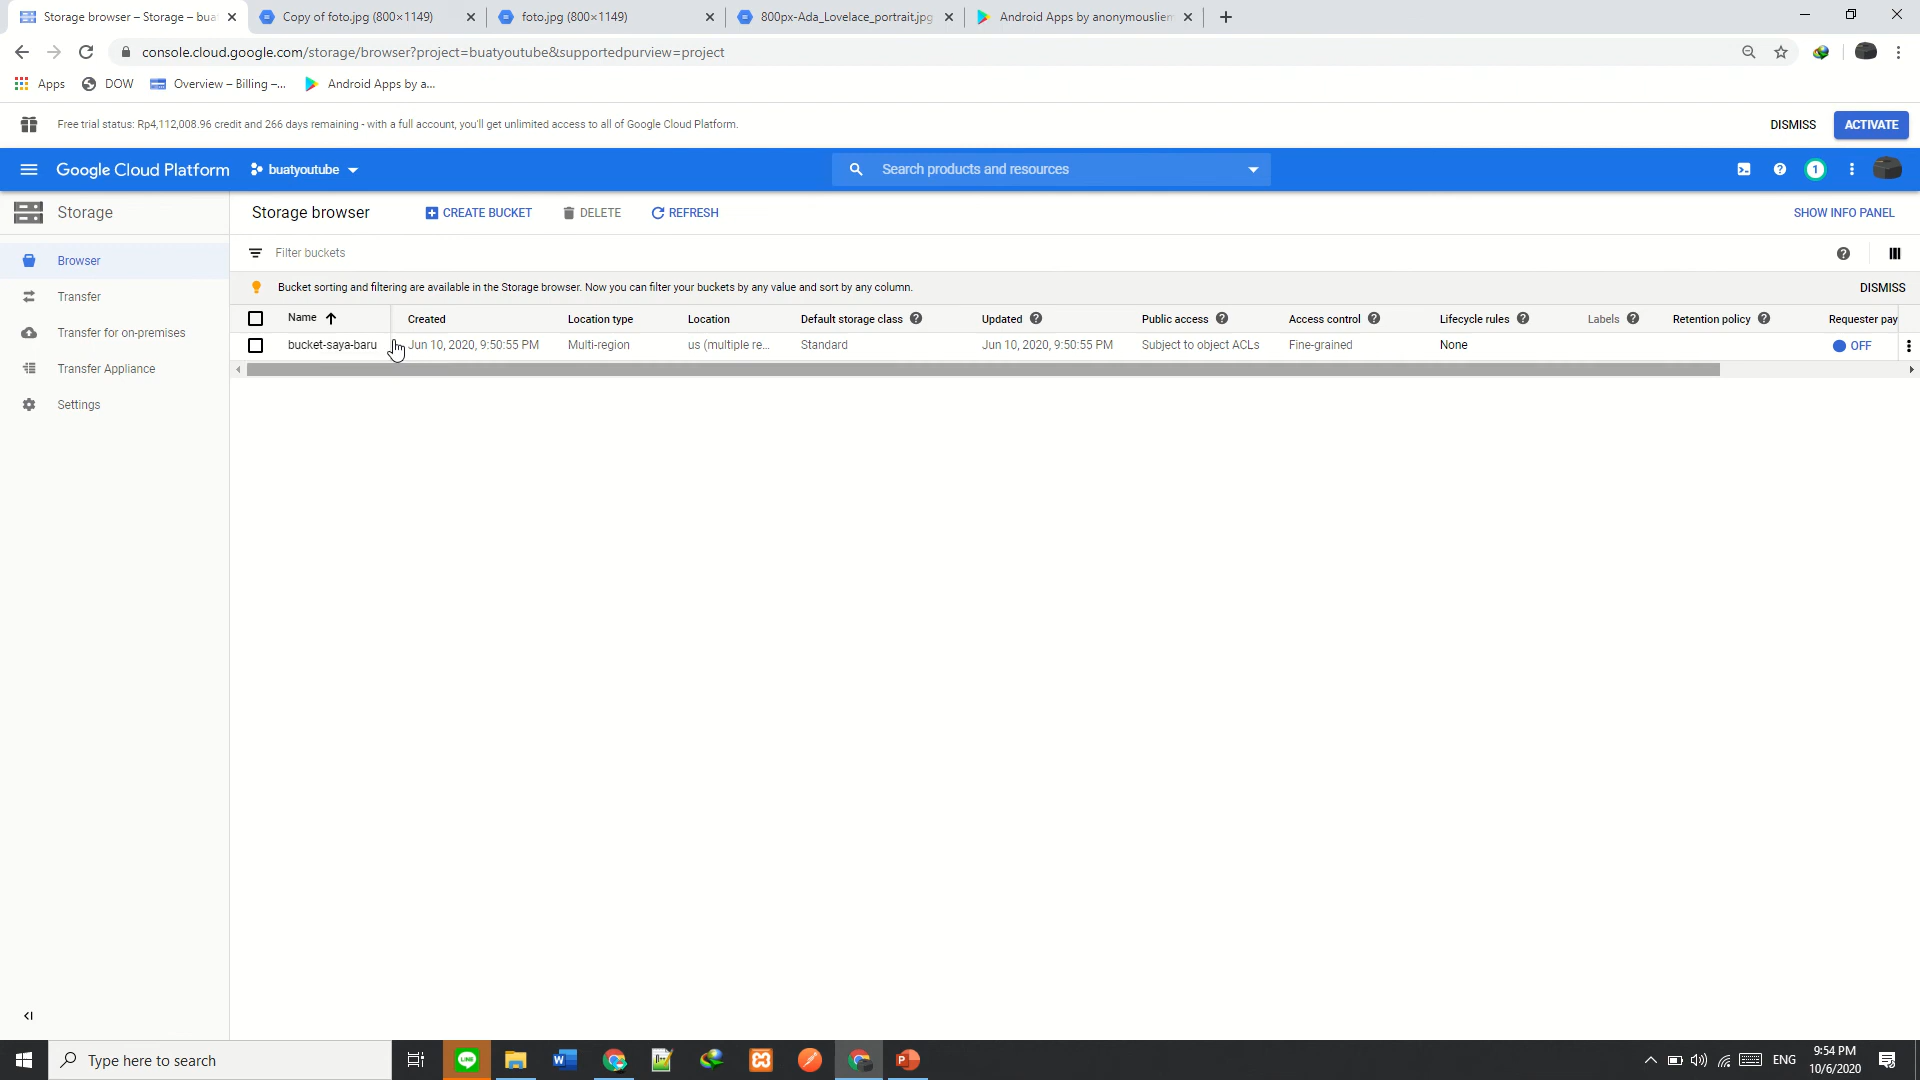 Storage browser – Storage – bua
Copy of foto.jpg (800×1149)
foto.jpg (800×1149)
800px-Ada_Lovelace_portrait.jpg
Android Apps by anonymouslien
console.cloud.google.com/storage/browser?project=buatyoutube&supportedpurview=project
Apps
DOW
Overview – Billing –...
Android Apps by a...
Free trial status: Rp4,112,008.96 credit and 266 days remaining - with a full account, you'll get unlimited access to all of Google Cloud Platform.
DISMISS
ACTIVATE
Google Cloud Platform
buatyoutube
Search products and resources
1
Storage
Storage browser
CREATE BUCKET
DELETE
REFRESH
SHOW INFO PANEL
Browser
Transfer
Transfer for on-premises
Transfer Appliance
Settings
Filter buckets
Bucket sorting and filtering are available in the Storage browser. Now you can filter your buckets by any value and sort by any column.
DISMISS
Name Created Location type Location Default storage class Updated Public access Access control Lifecycle rules Labels Retention policy Requester pay
bucket-saya-baru Jun 10, 2020, 9:50:55 PM Multi-region us (multiple re... Standard Jun 10, 2020, 9:50:55 PM Subject to object ACLs Fine-grained None OFF
Type here to search
ENG
9:54 PM
10/6/2020